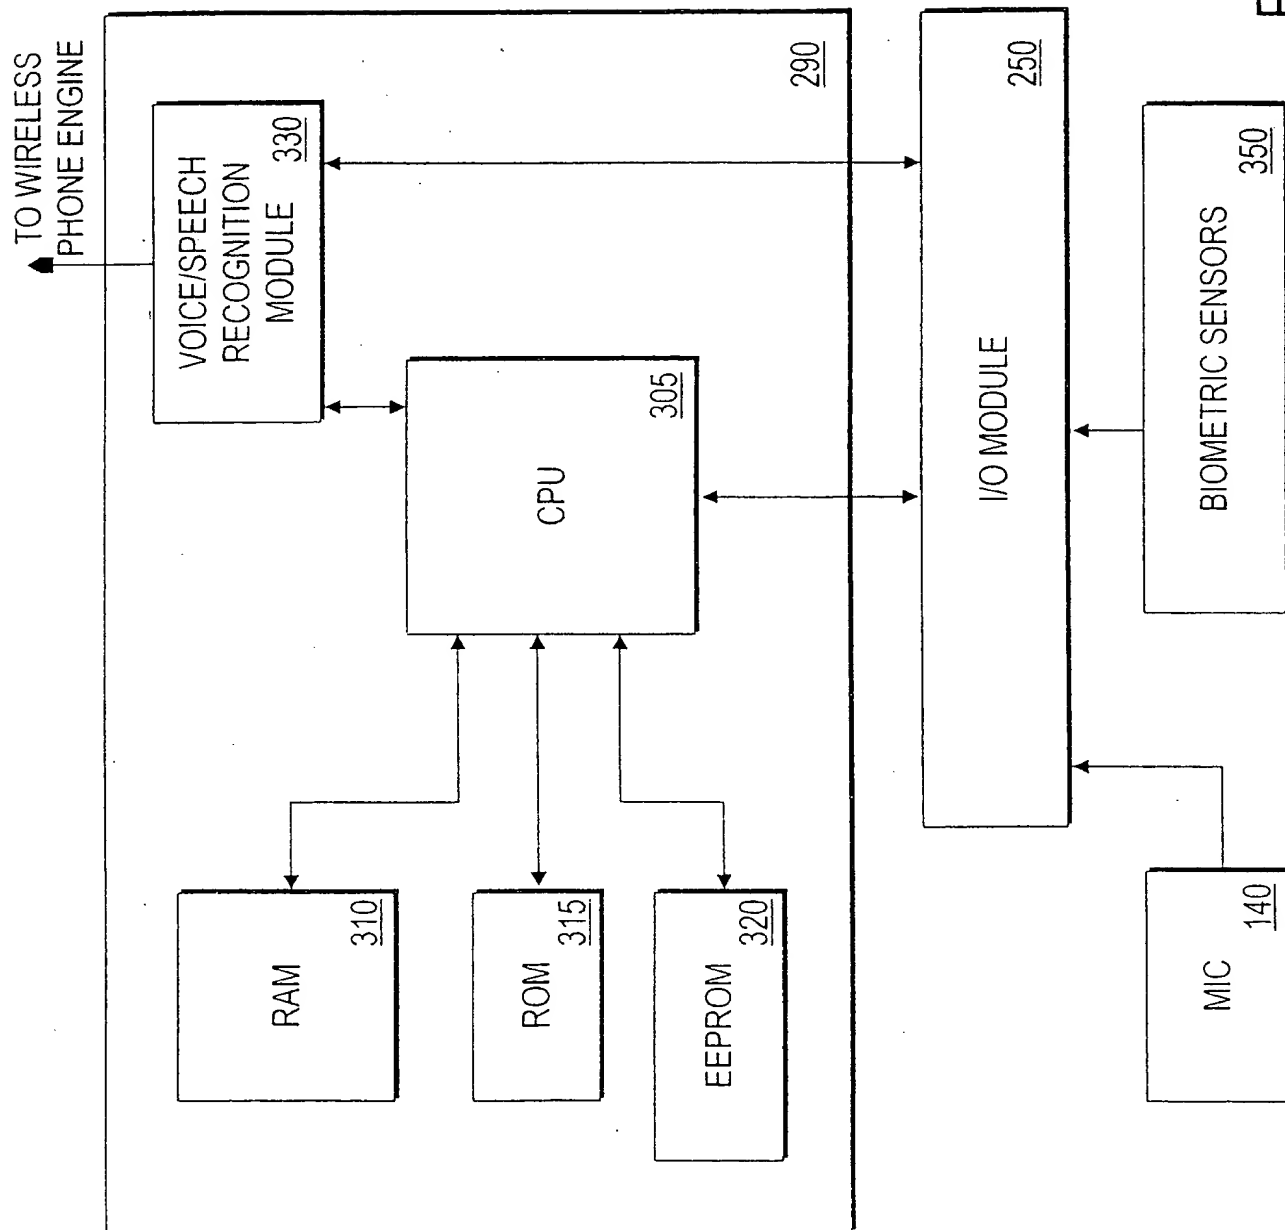 TO WIRELESS
PHONE ENGINE
VOICE/SPEECH
RECOGNITION
MODULE
330
290
CPU
305
RAM
310
ROM
315
EEPROM
320
I/O MODULE
250
BIOMETRIC SENSORS
350
MIC
140